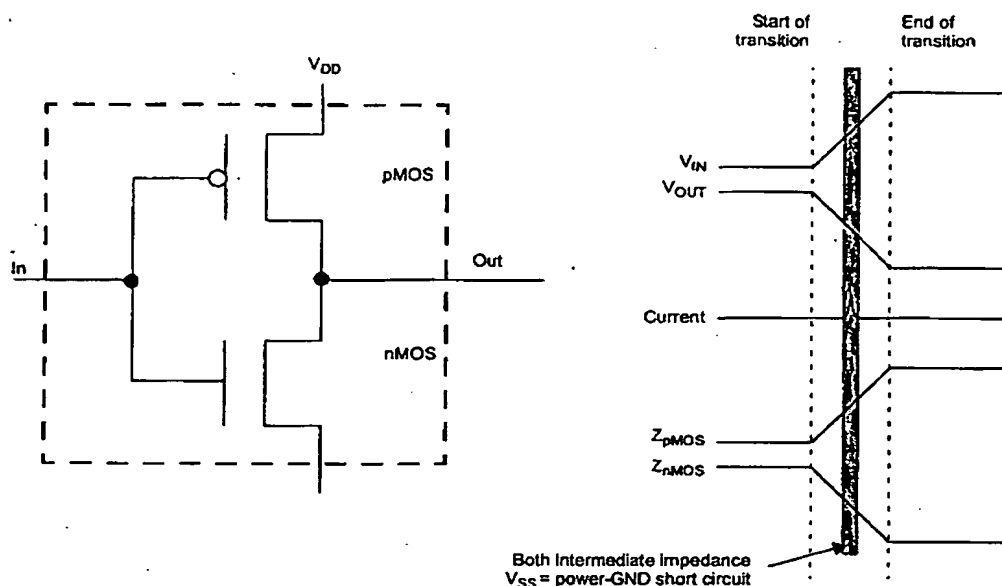 Start of
transition
End of
transition
VDD
pMOS
VIN
VOUT
In
Out
Current
nMOS
ZpMOS
ZnMOS
Both Intermediate Impedance
VSS = power-GND short circuit